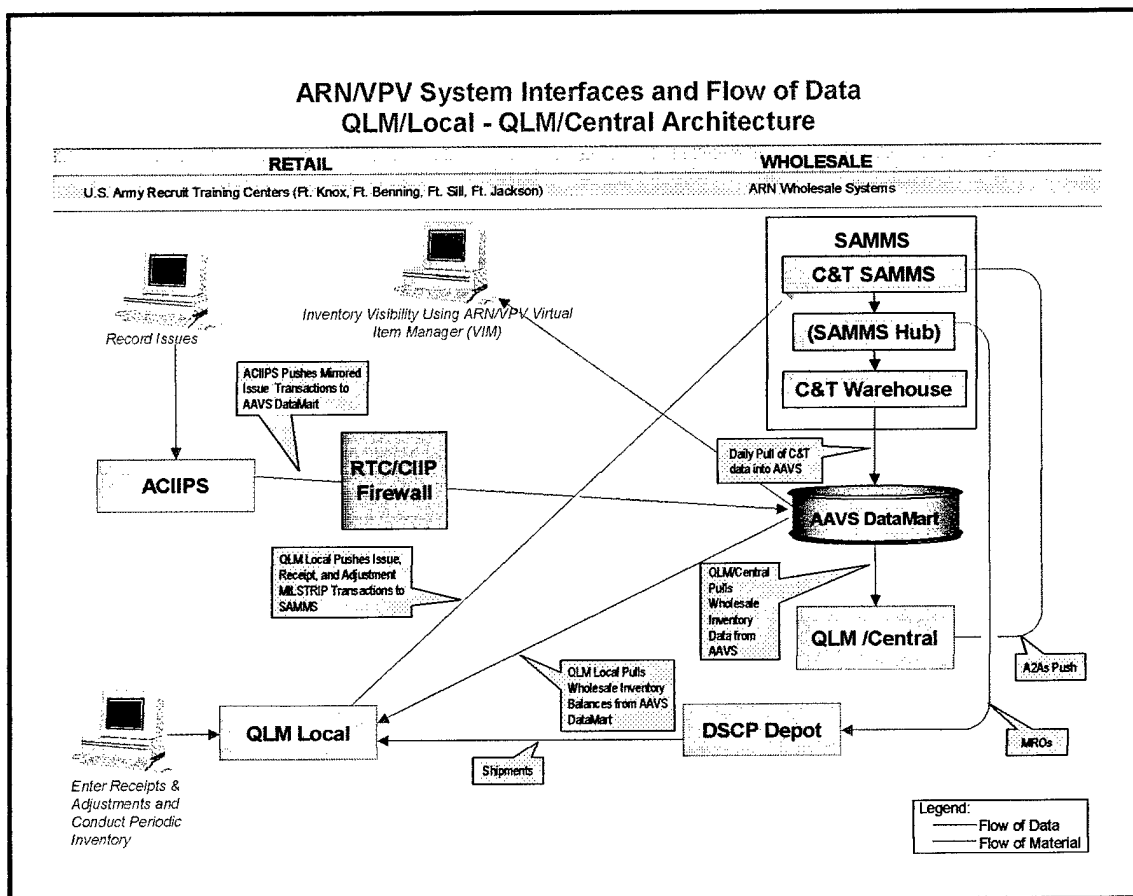 ARN/VPV System Interfaces and Flow of Data
QLM/Local - QLM/Central Architecture
RETAIL
WHOLESALE
U.S. Army Recruit Training Centers (Ft. Knox, Ft. Benning, Ft. Sill, Ft. Jackson)
ARN Wholesale Systems
SAMMS
C&T SAMMS
(SAMMS Hub)
C&T Warehouse
Record Issues
Inventory Visibility Using ARN/VPV Virtual
Item Manager (VIM)
ACIIPS Pushes Mirrored
Issue Transactions to
AAVS DataMart
ACIIPS
RTC/CIIP
Firewall
Daily Pull of C&T
data into AAVS
AAVS DataMart
QLM Local Pushes Issue,
Receipt, and Adjustment
MILSTRIP Transactions to
SAMMS
QLM/Central
Pulls
Wholesale
Inventory
Data from
AAVS
QLM /Central
A2As Push
QLM Local Pulls
Wholesale Inventory
Balances from AAVS
DataMart
QLM Local
DSCP Depot
MROs
Shipments
Enter Receipts &
Adjustments and
Conduct Periodic
Inventory
Legend:
Flow of Data
Flow of Material